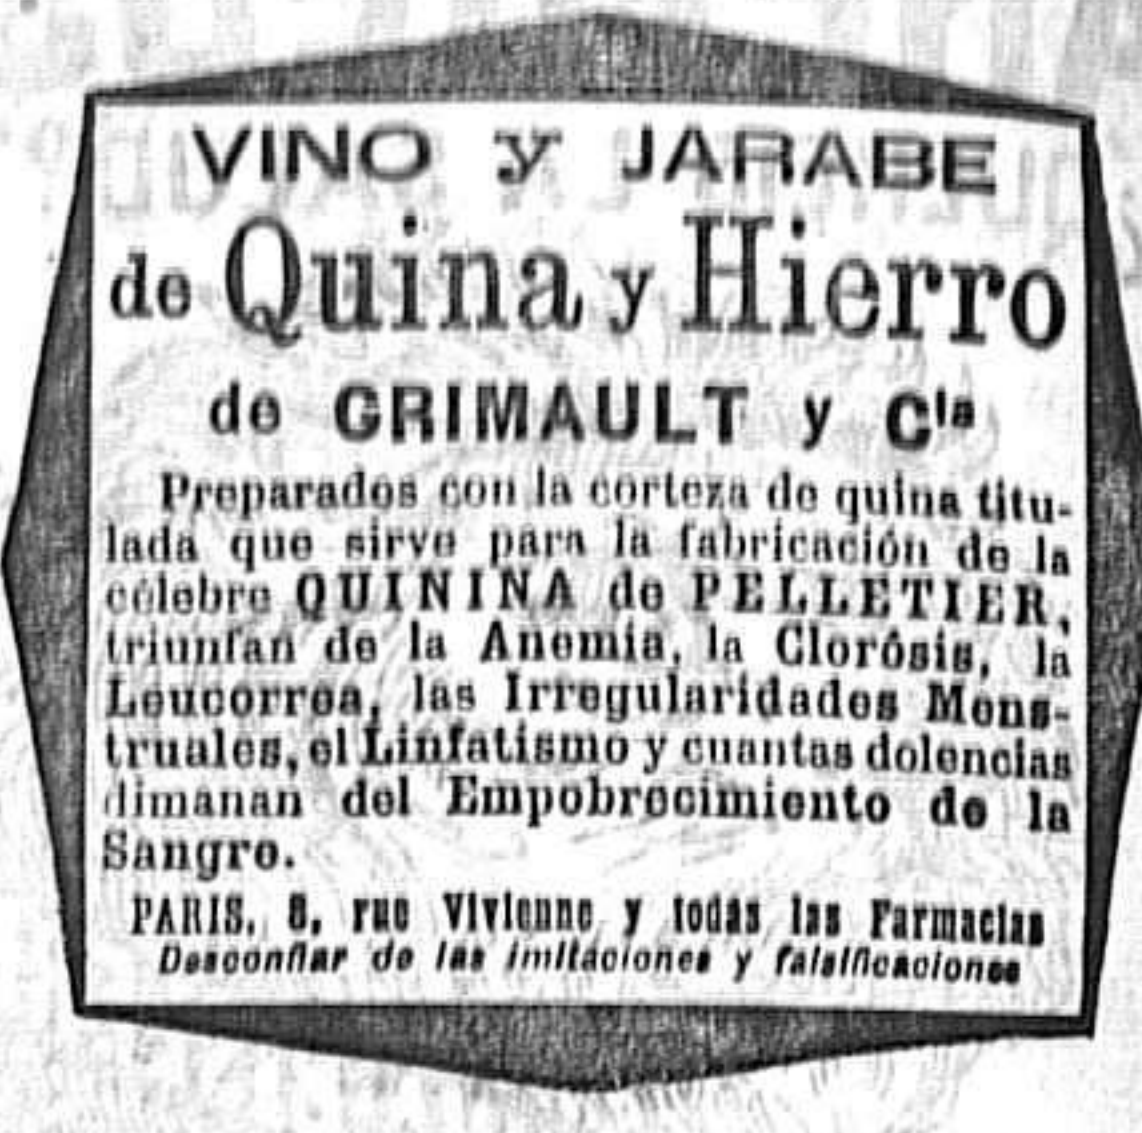 VINO y JARABE
de Quina y Hierro
de GRIMAULT y Cia
Preparados con la corteza de quina titu-
lada que sirve para la fabricación de la
célebre QUININA de PELLETIER,
triunfan de la Anemia, la Clorósis, la
Leucorrea, las Irregularidades Mens-
truales, el Linfatismo y cuantas dolencias
dimanan del Empobrecimiento de la
Sangre.
PARIS, 8, rue Vivienne y todas las Farmacias
Desconfiar de las imitaciones y falsificaciones